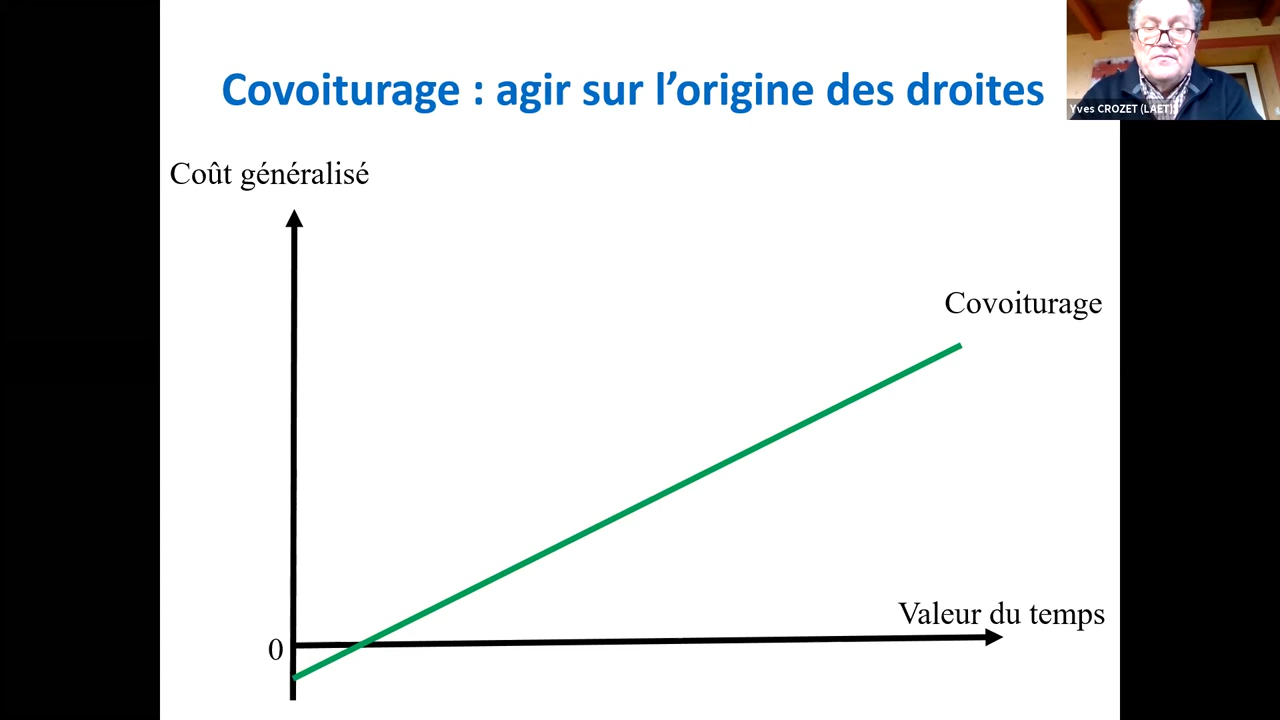 Covoiturage : agir sur l’origine des droites
Yves CROZET (LAET)
Coût généralisé
Covoiturage
Valeur du temps
0